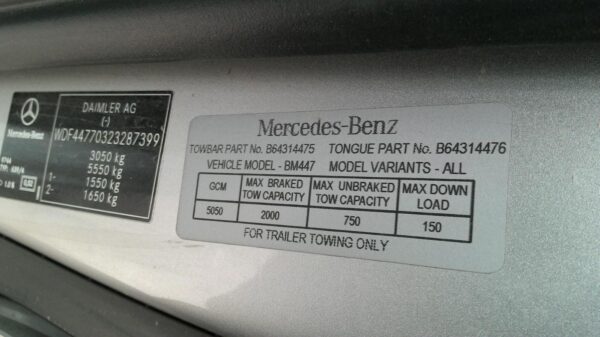 DAIMLER AG
(-)
Mercedes-Benz
WDF44770323287399
3050 kg
5550 kg
1- 1550 kg
2- 1650 kg
Mercedes-Benz
TOWBAR PART No. B64314475 TONGUE PART No. B64314476
VEHICLE MODEL - BM447 MODEL VARIANTS - ALL
GCM MAX BRAKED TOW CAPACITY MAX UNBRAKED TOW CAPACITY MAX DOWN LOAD
5050 2000 750 150
FOR TRAILER TOWING ONLY